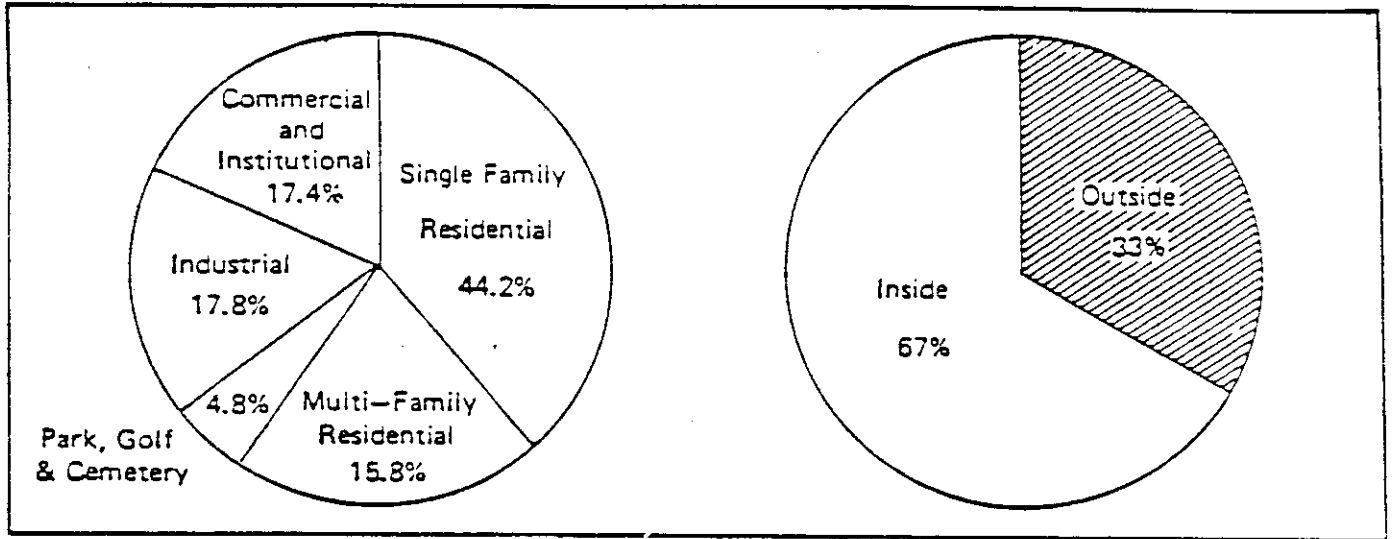 Commercial
and
Institutional
17.4%
Single Family
Residential
44.2%
Industrial
17.8%
4.8%
Park, Golf
& Cemetery
Multi-Family
Residential
15.8%
Outside
33%
Inside
67%